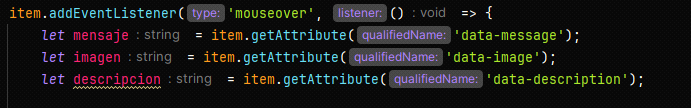 item.addEventListener( type: 'mouseover', listener: () : void => {
let mensaje : string = item.getAttribute( qualifiedName: 'data-message');
let imagen : string = item.getAttribute( qualifiedName: 'data-image');
let descripcion : string = item.getAttribute( qualifiedName: 'data-description');